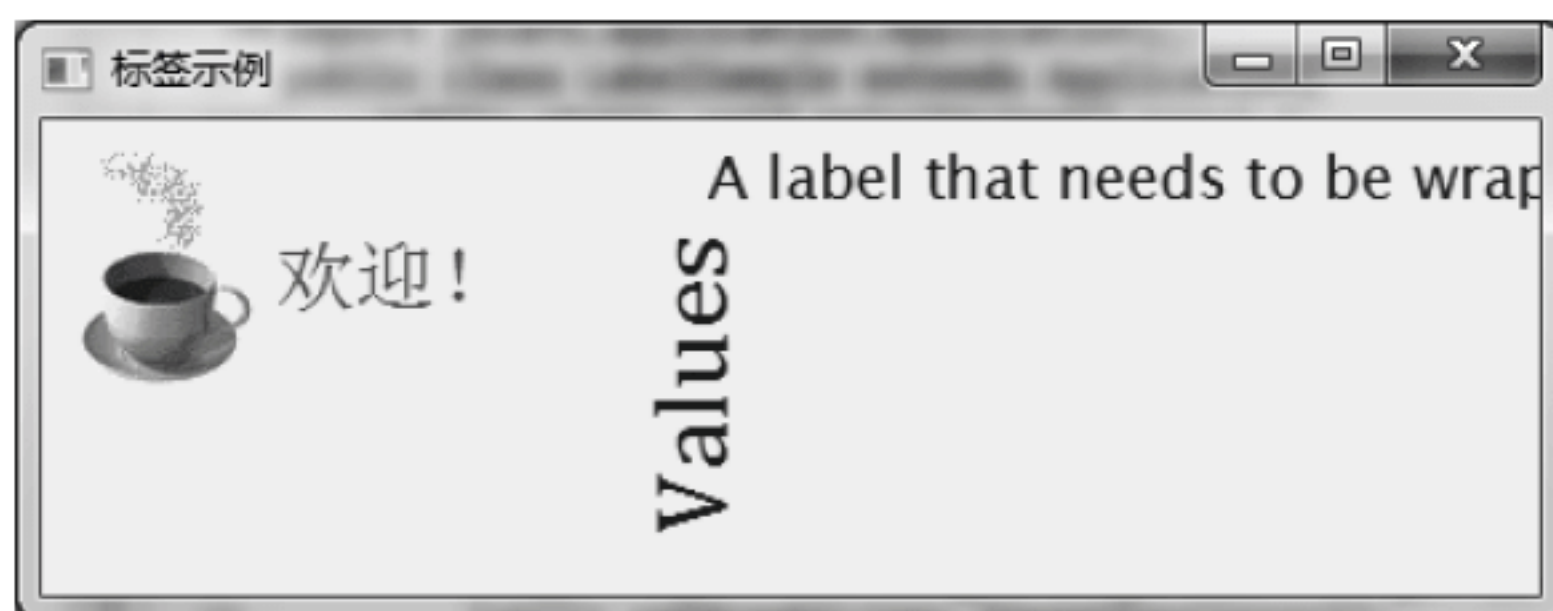 标签示例
A label that needs to be wrap
欢迎！
Values